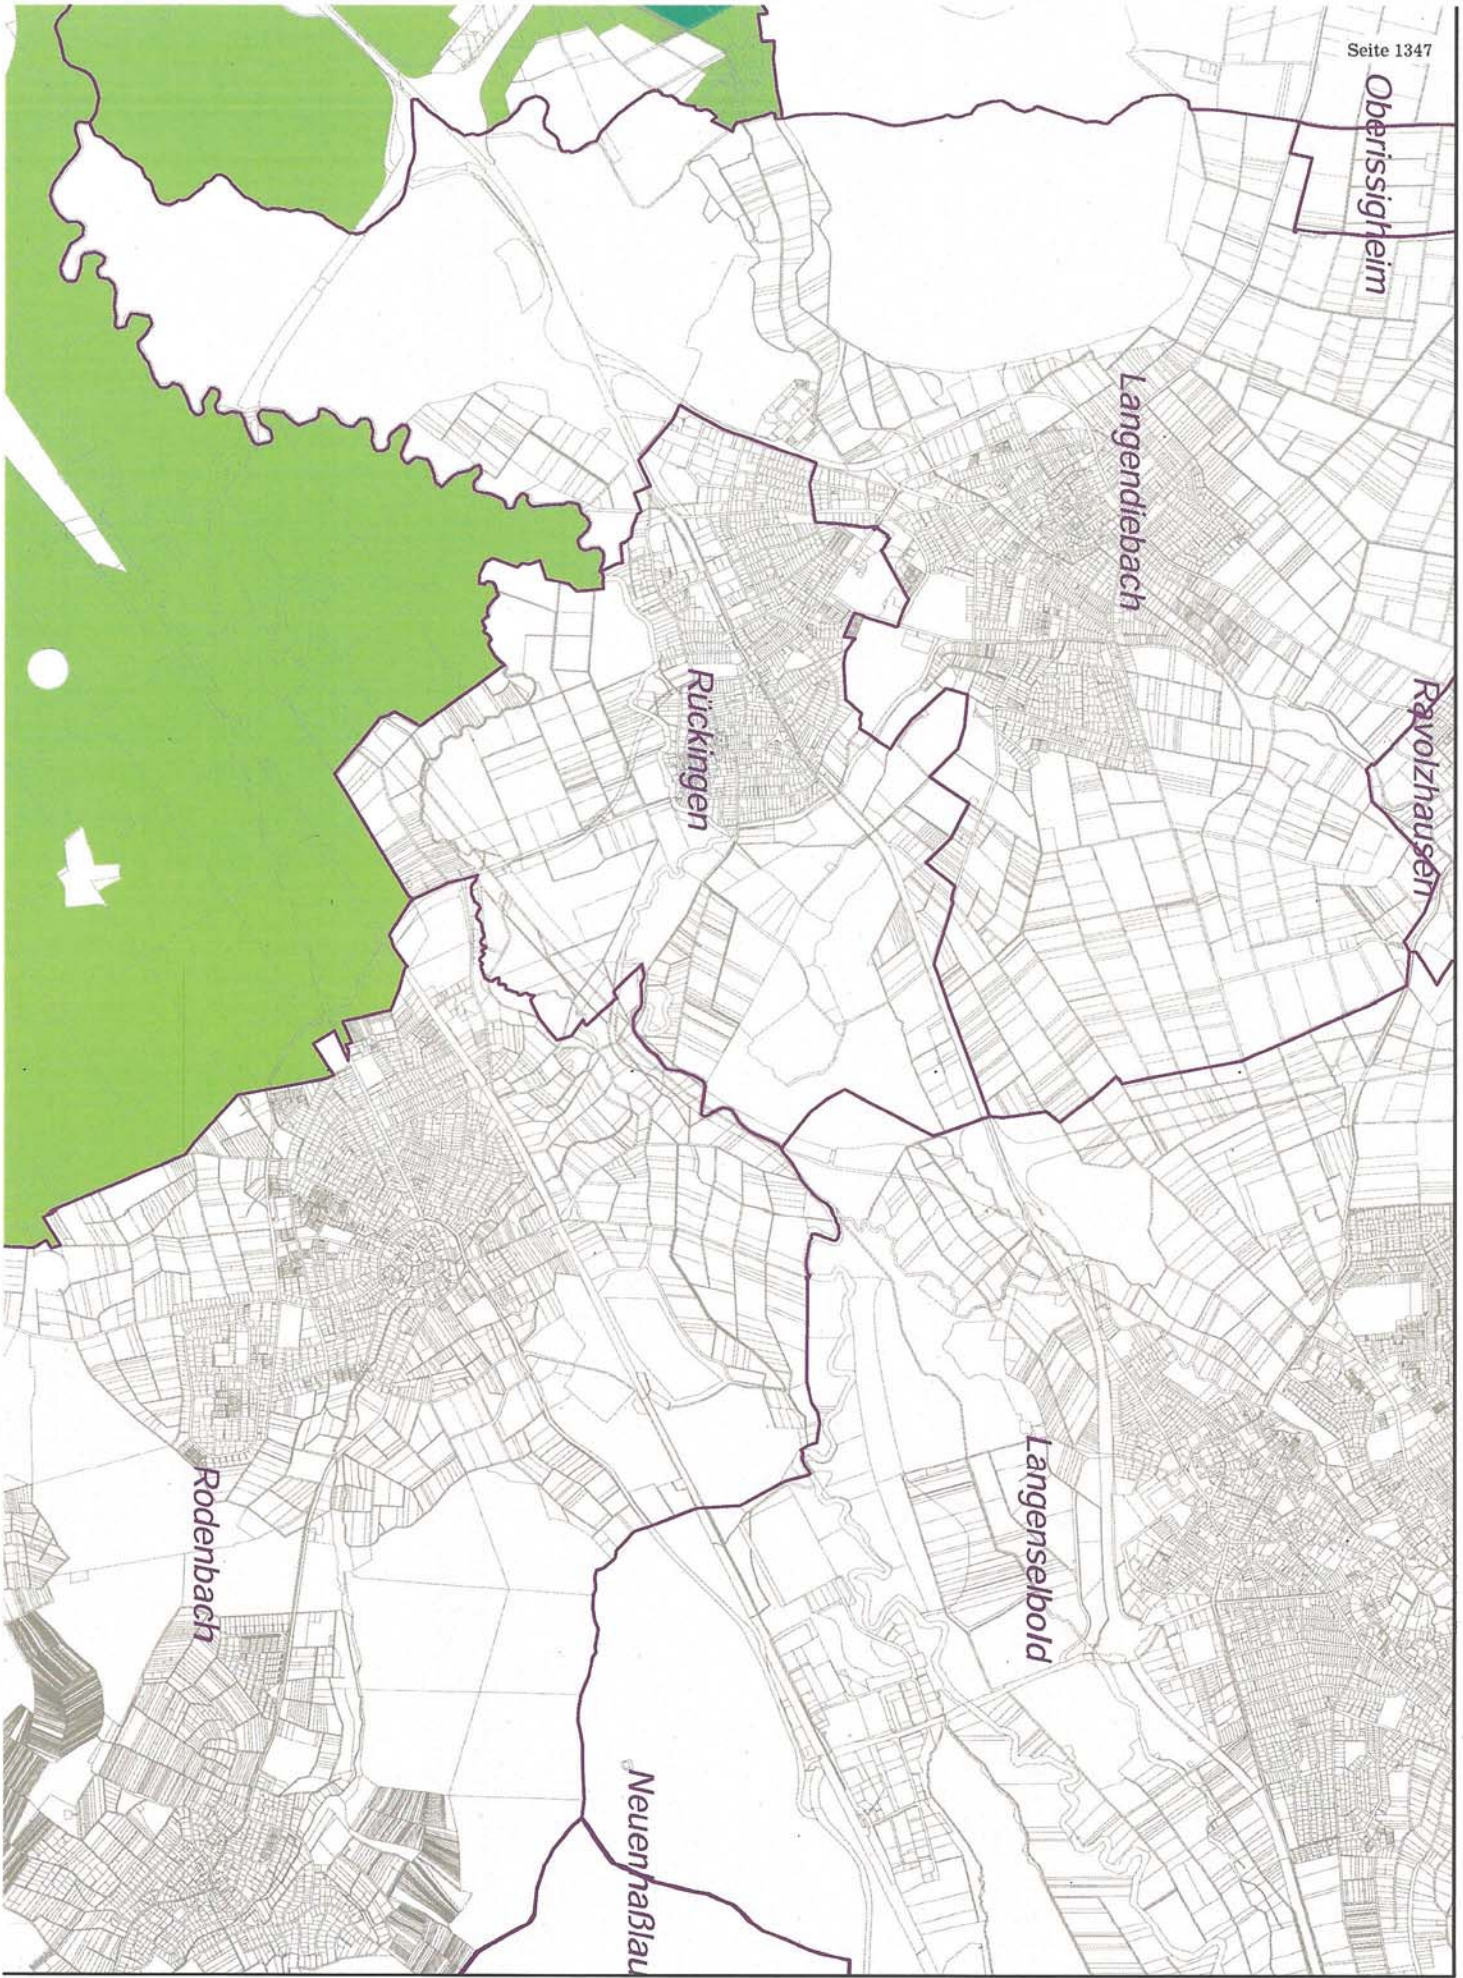 Seite 1347
Oberissigheim
Langendiebach
Ravolzhausen
Rückingen
Langenselbold
Rodenbach
Neuenhaßlau